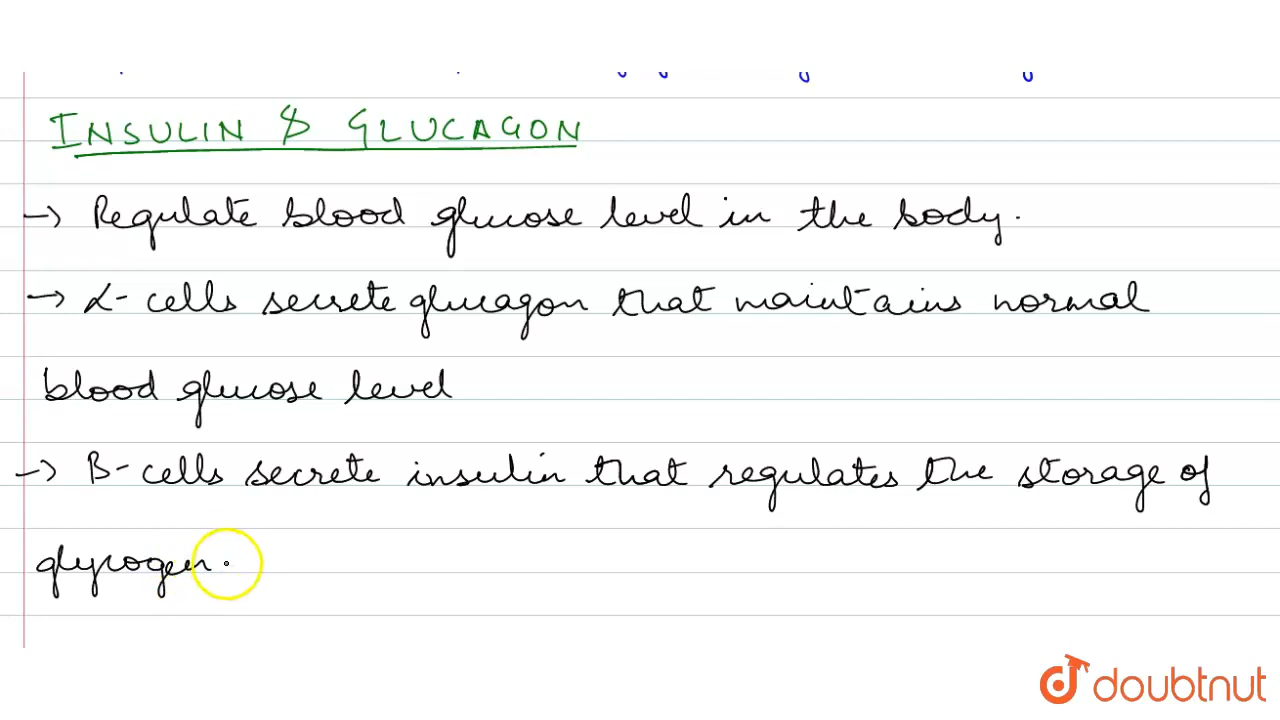 INSULIN & GLUCAGON
→ Regulate blood glucose level in the body.
→ α-cells secrete glucagon that maintains normal
blood glucose level
→ B-cells secrete insulin that regulates the storage of
glycogen.
doubtnut